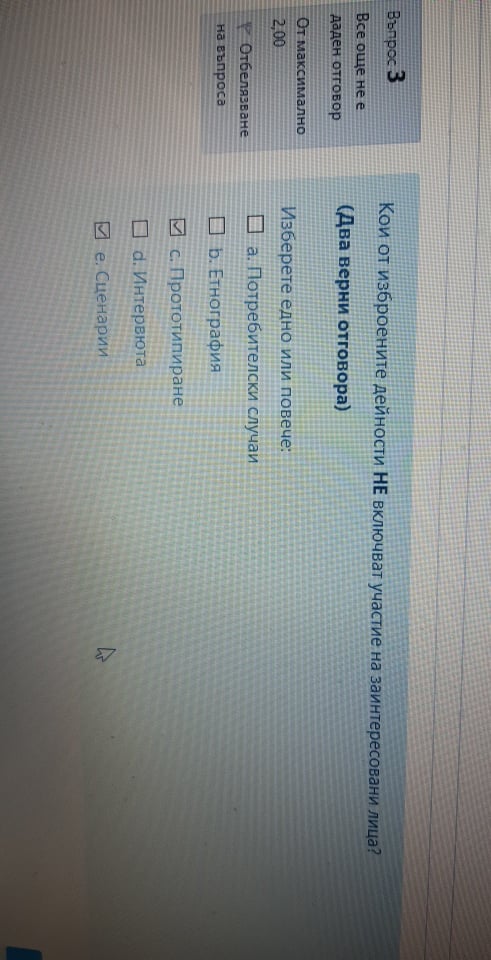 Въпрос 3
Все още не е
даден отговор
От максимално
2,00
Отбелязване
на въпроса
Кои от изброените дейности НЕ включват участие на заинтересовани лица?
(Два верни отговора)
Изберете едно или повече:
a. Потребителски случаи
b. Етнография
c. Прототипиране
d. Интервюта
e. Сценарии